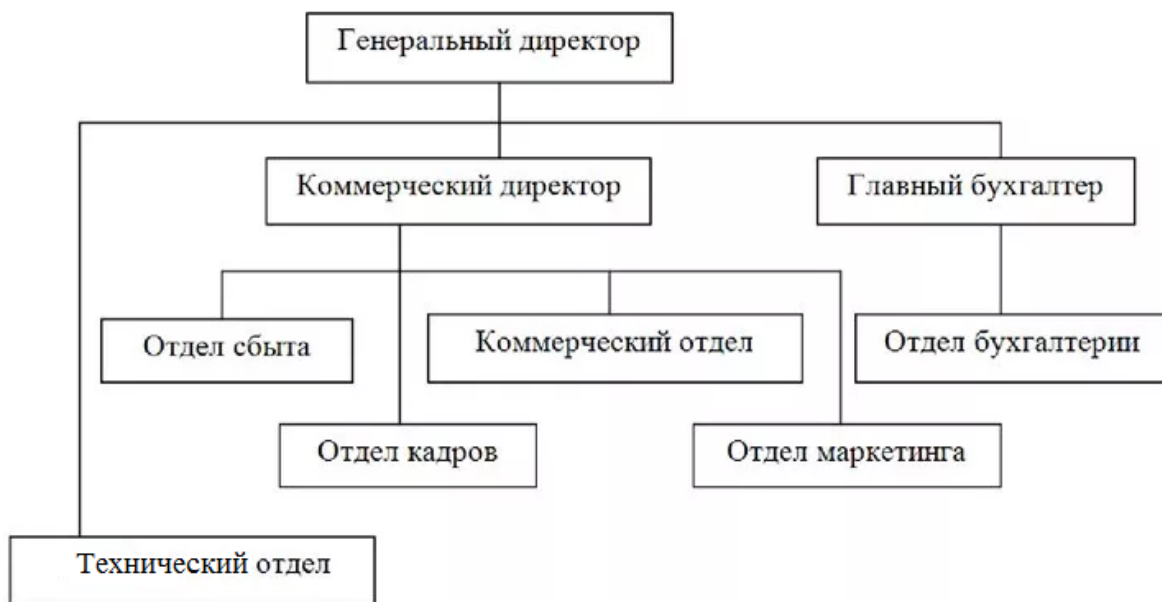 Генеральный директор
Коммерческий директор
Главный бухгалтер
Отдел сбыта
Коммерческий отдел
Отдел бухгалтерии
Отдел кадров
Отдел маркетинга
Технический отдел